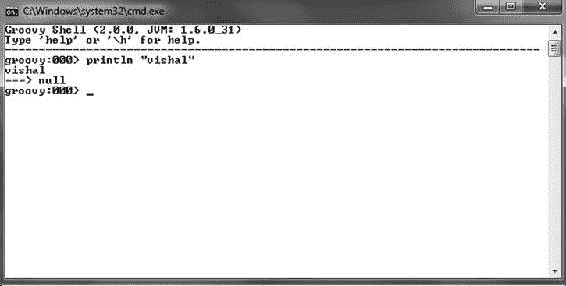 C:\Windows\system32\cmd.exe
Groovy Shell (2.0.0, JVM: 1.6.0_31)
Type 'help' or '\h' for help.
-------------------------------------------------------------------------------
groovy:000> println "vishal"
vishal
===> null
groovy:000> _